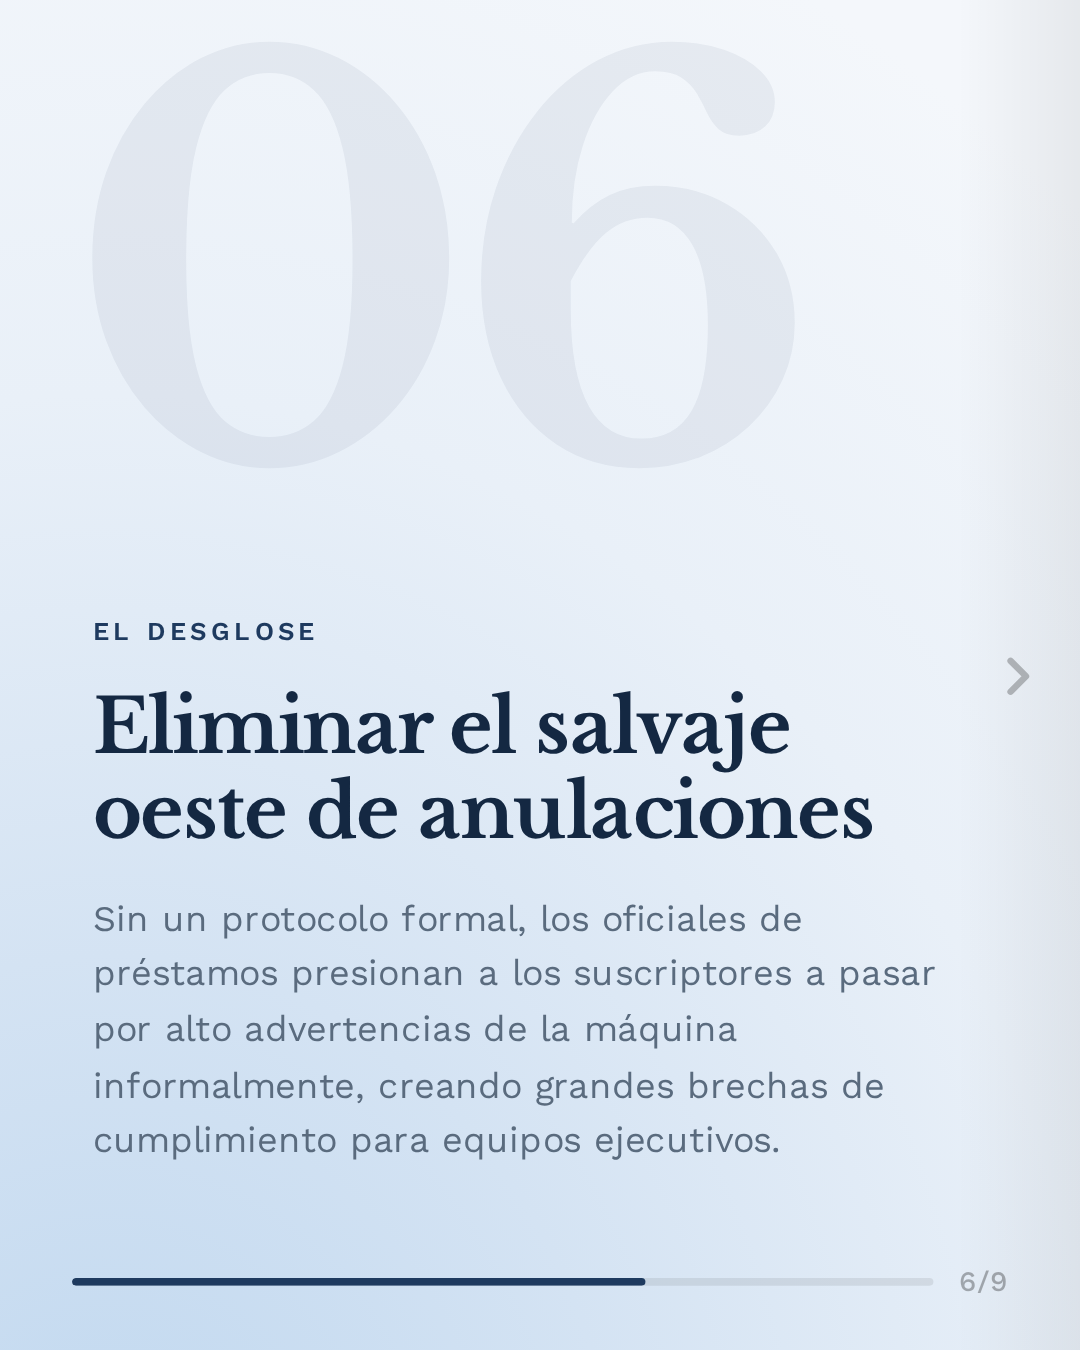 06
EL DESGLOSE
Eliminar el salvaje
oeste de anulaciones
Sin un protocolo formal, los oficiales de
préstamos presionan a los suscriptores a pasar
por alto advertencias de la máquina
informalmente, creando grandes brechas de
cumplimiento para equipos ejecutivos.
6/9